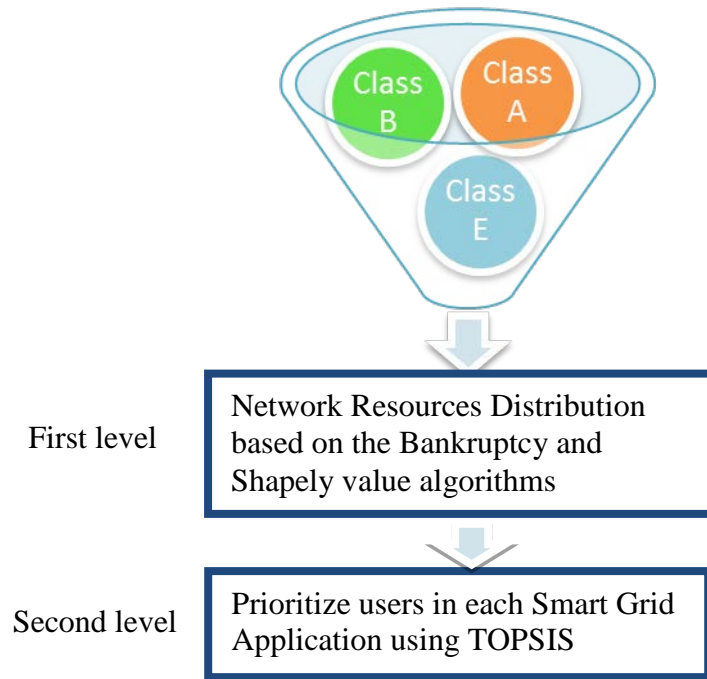 Class
B
Class
A
Class
E
First level
Network Resources Distribution
based on the Bankruptcy and
Shapely value algorithms
Second level
Prioritize users in each Smart Grid
Application using TOPSIS